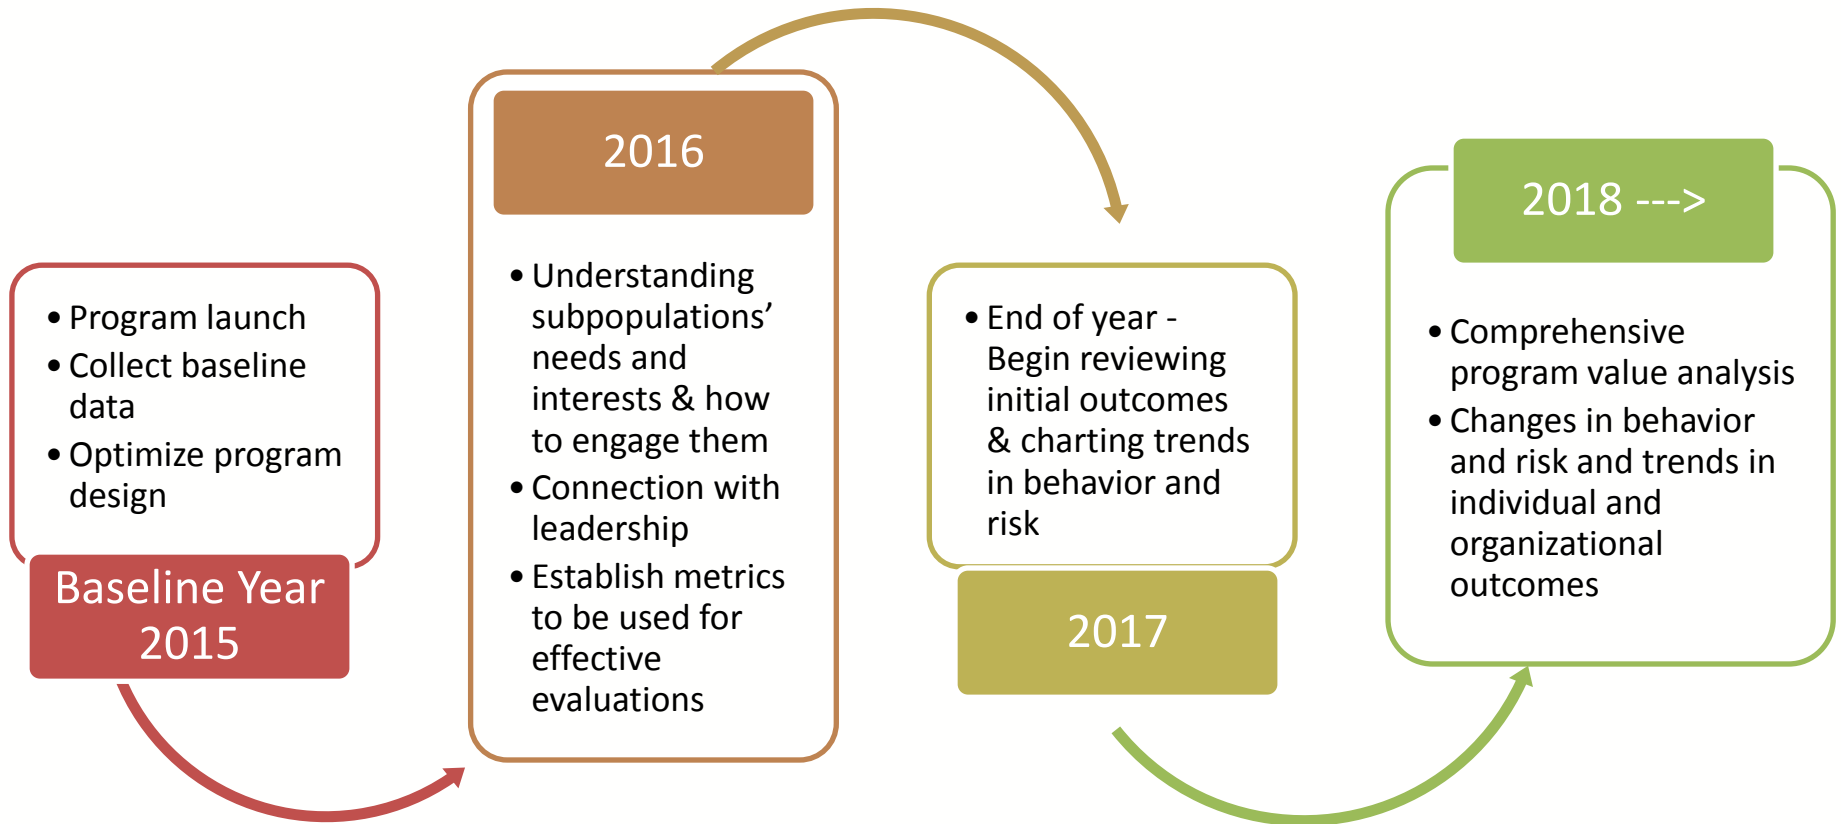 • Program launch
• Collect baseline
data
• Optimize program
design
Baseline Year
2015
2016
• Understanding
subpopulations’
needs and
interests & how
to engage them
• Connection with
leadership
• Establish metrics
to be used for
effective
evaluations
• End of year -
Begin reviewing
initial outcomes
& charting trends
in behavior and
risk
2017
2018 --->
• Comprehensive
program value analysis
• Changes in behavior
and risk and trends in
individual and
organizational
outcomes